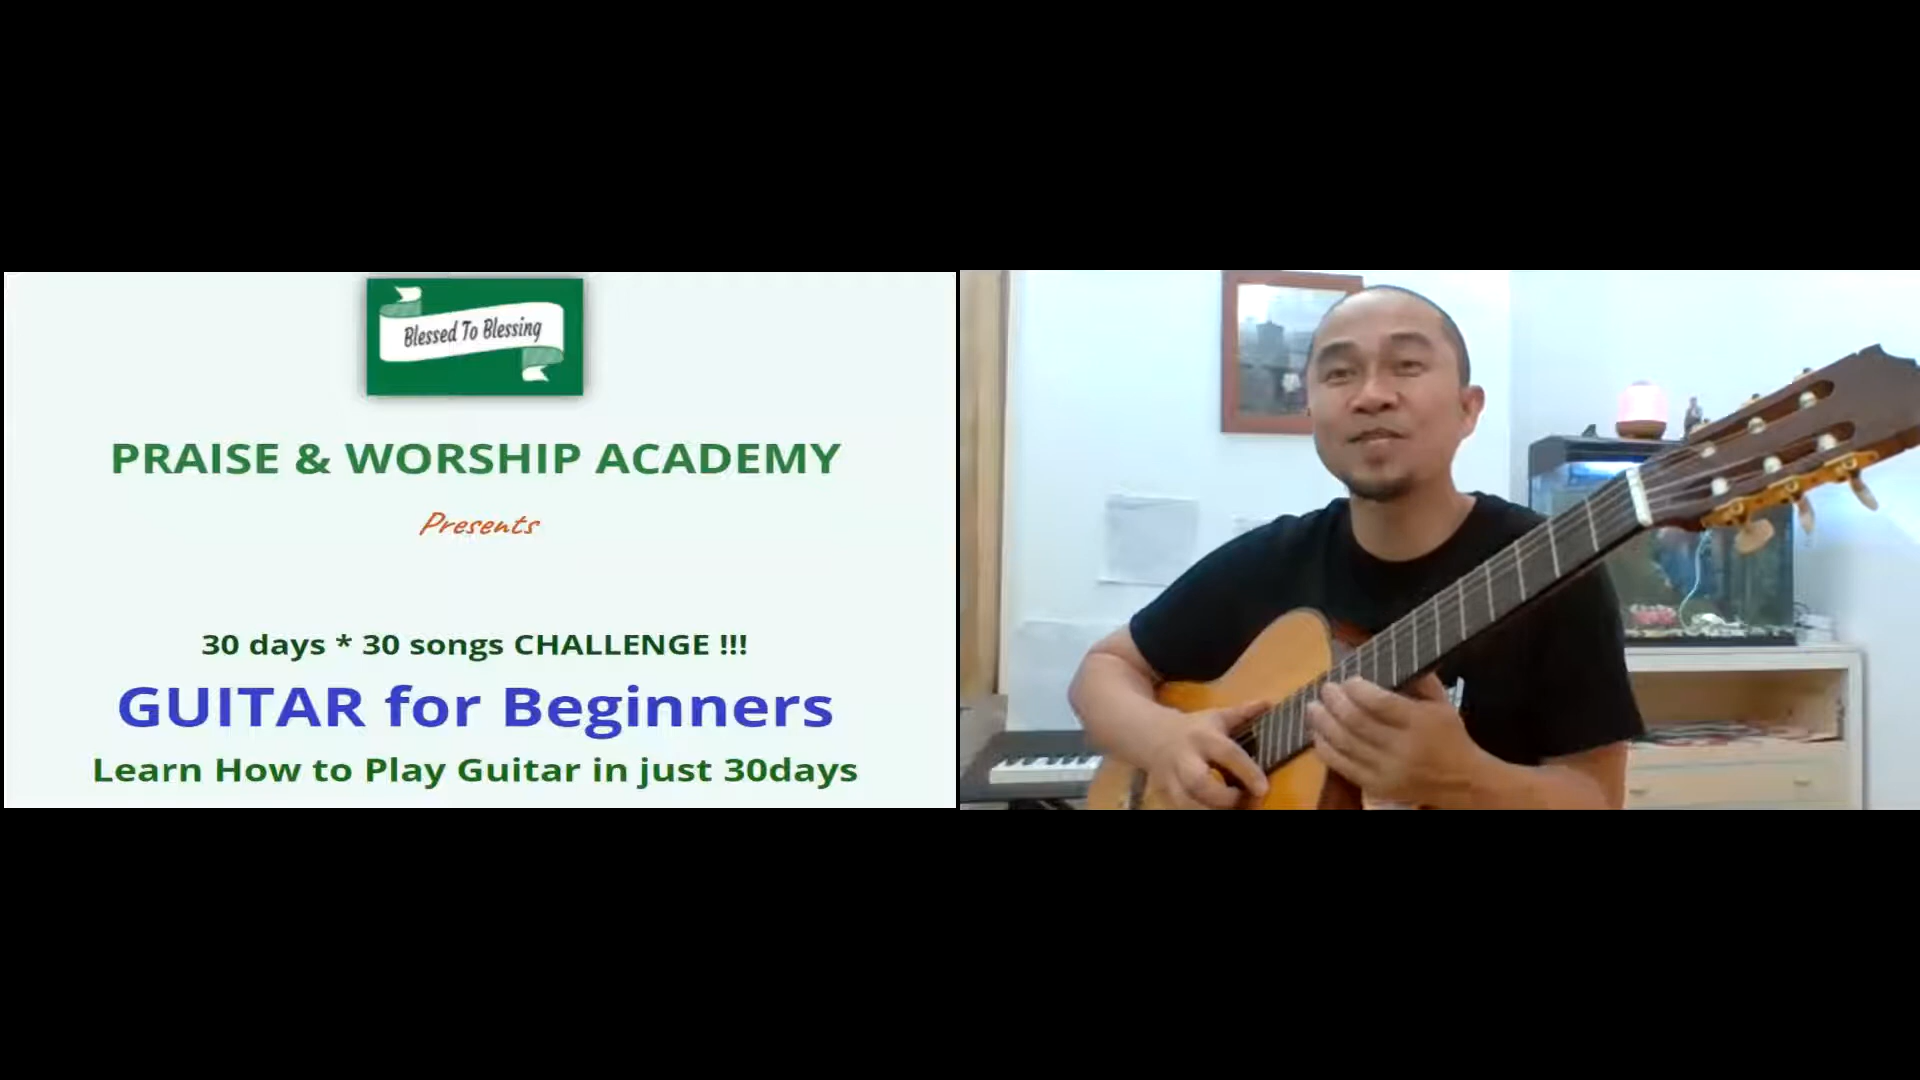 Blessed To Blessing
PRAISE & WORSHIP ACADEMY
Presents
30 days * 30 songs CHALLENGE !!!
GUITAR for Beginners
Learn How to Play Guitar in just 30days